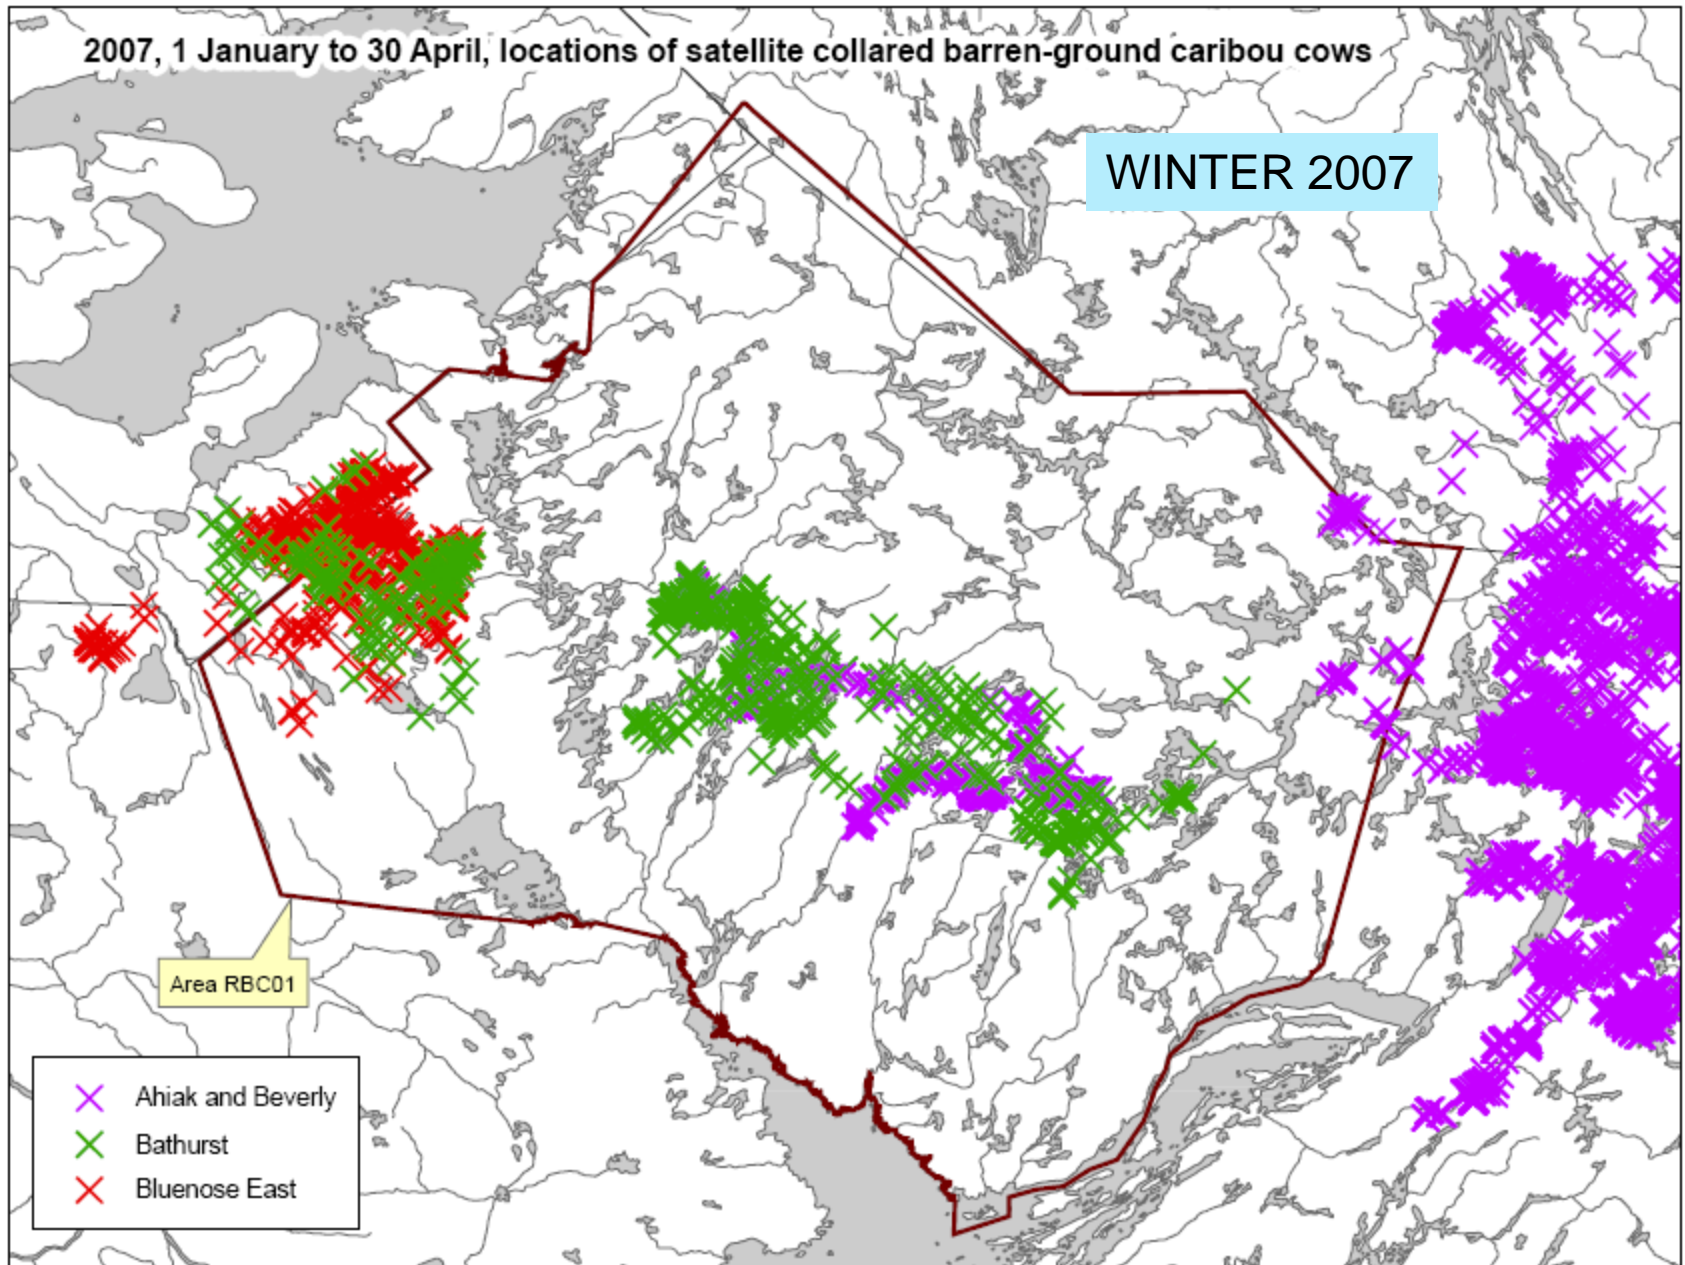 2007, 1 January to 30 April, locations of satellite collared barren-ground caribou cows
WINTER 2007
Area RBC01
Ahiak and Beverly
Bathurst
Bluenose East